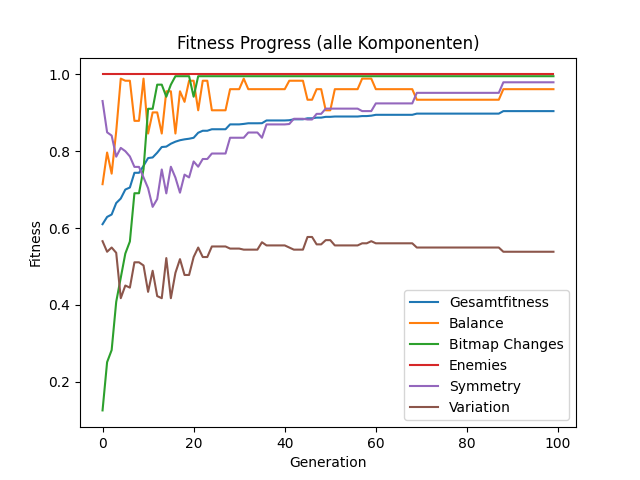 Fitness Progress (alle Komponenten)
1.0
0.8
0.6
0.4
0.2
Fitness
Gesamtfitness
Balance
Bitmap Changes
Enemies
Symmetry
Variation
0
20
40
60
80
100
Generation